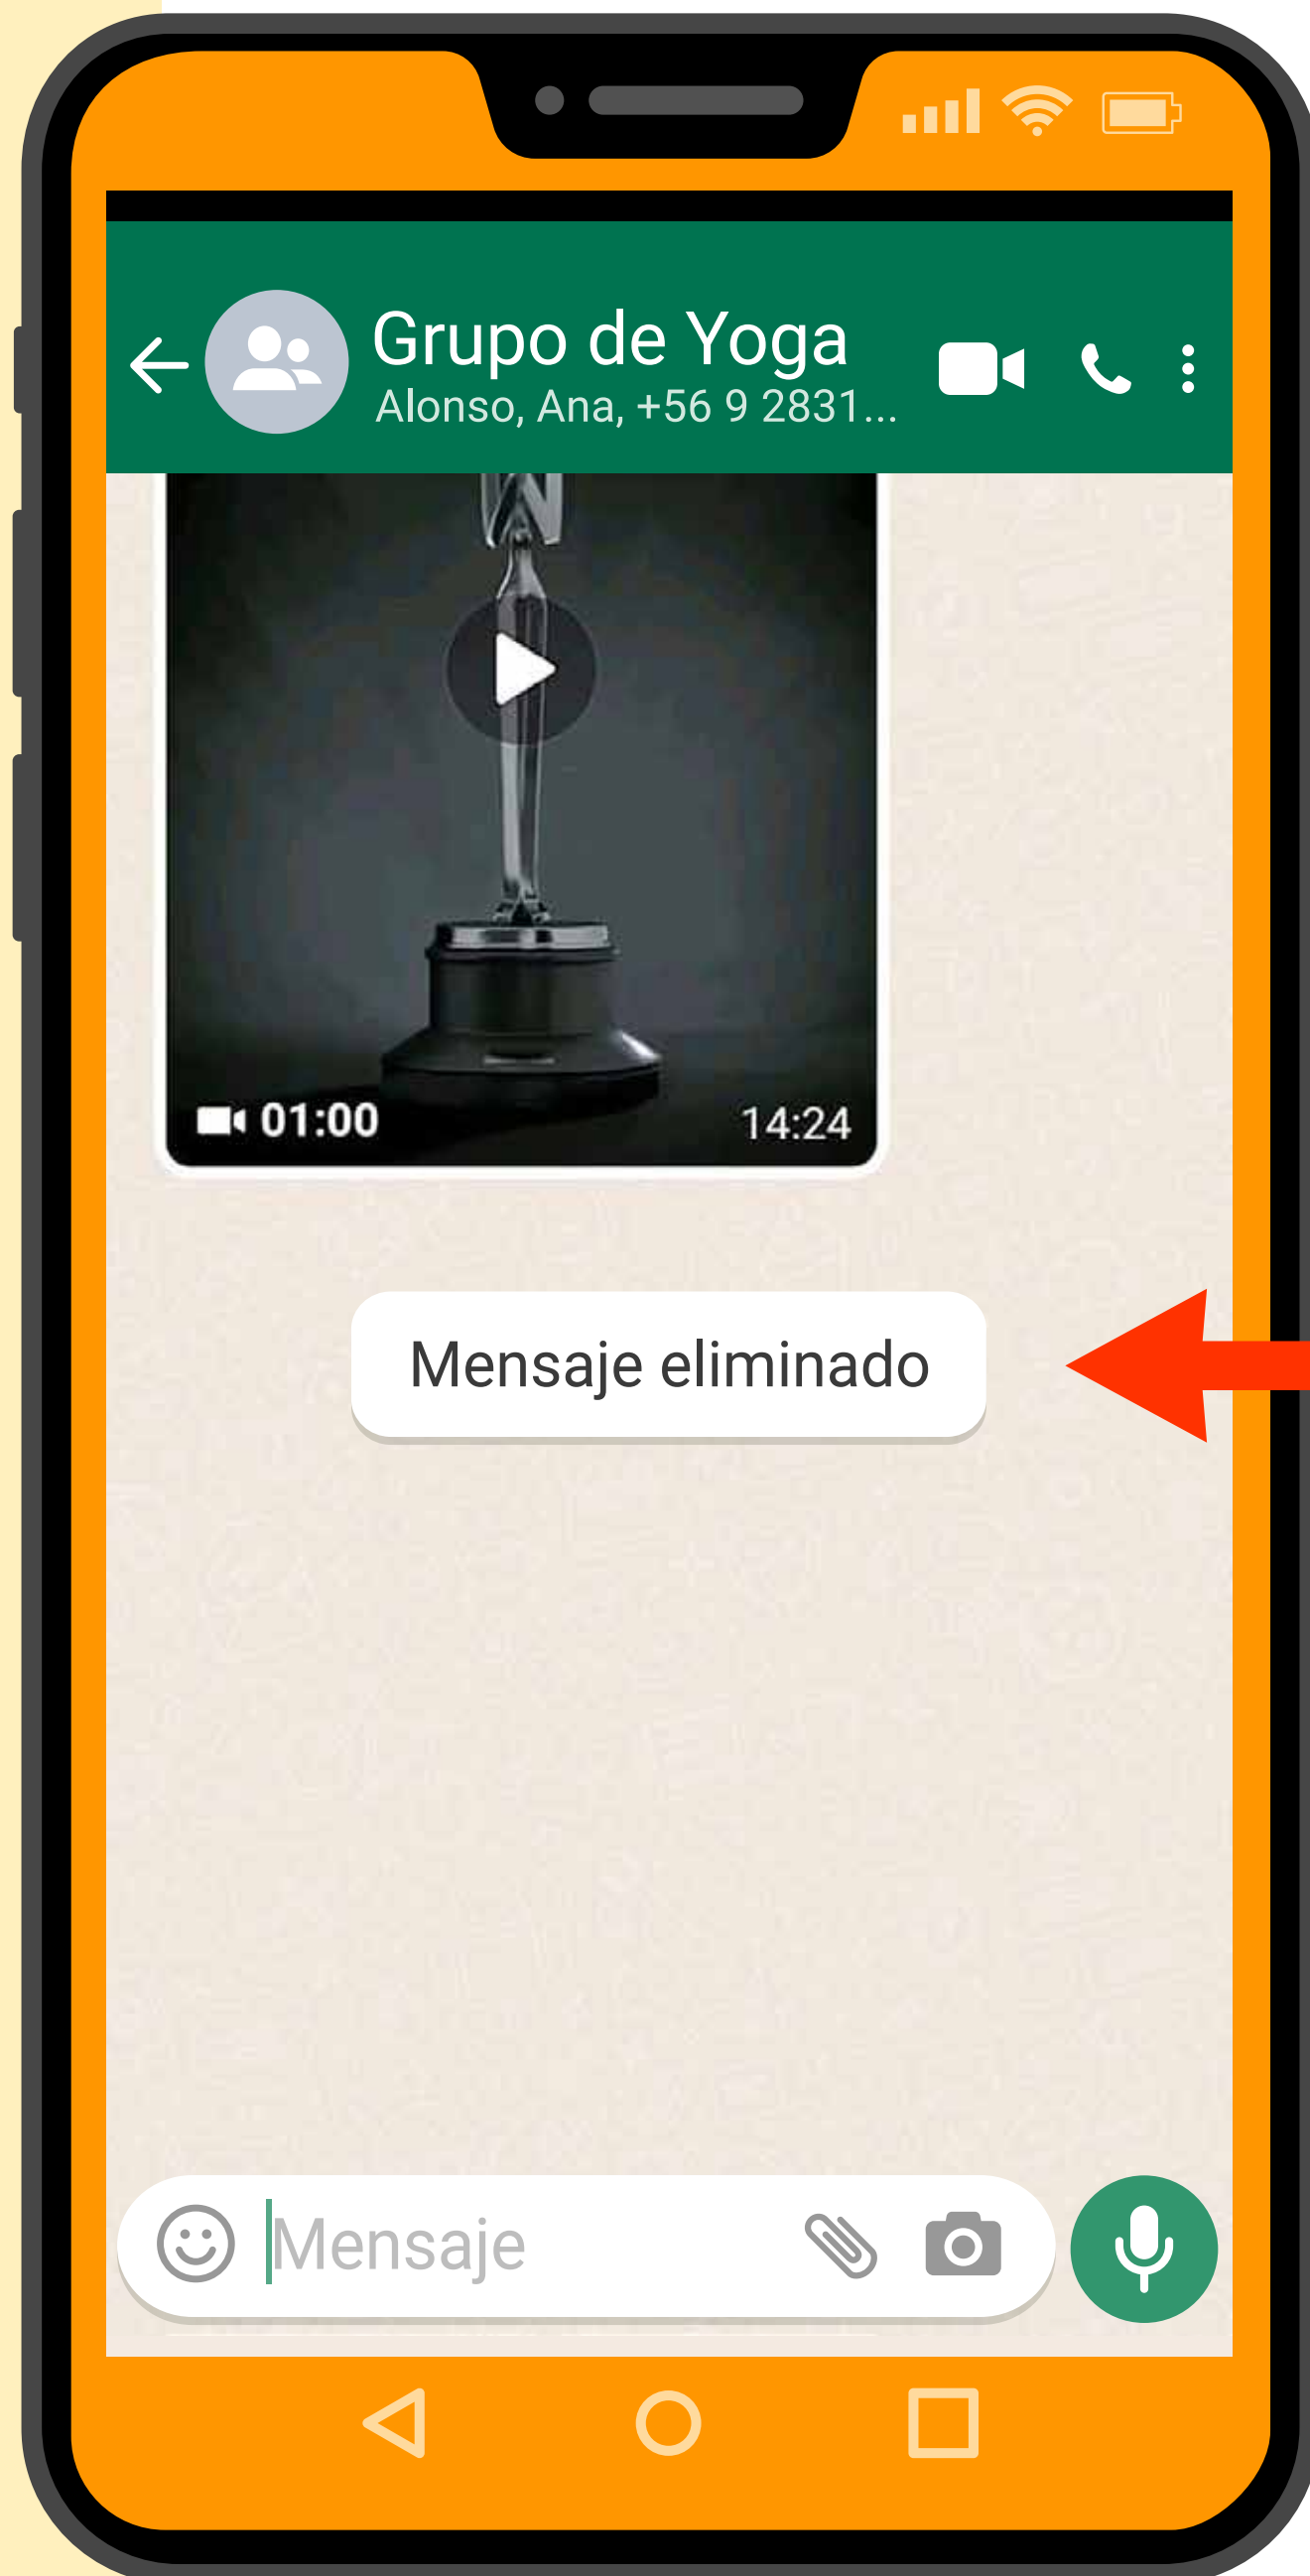 Grupo de Yoga
Alonso, Ana, +56 9 2831...
01:00
14:24
Mensaje eliminado
Mensaje